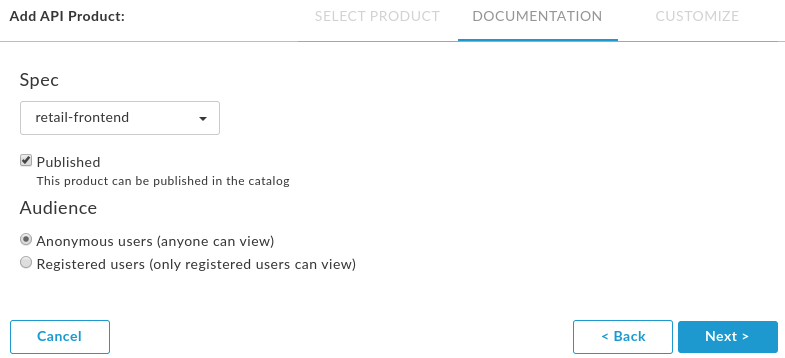 Add API Product: SELECT PRODUCT DOCUMENTATION CUSTOMIZE
Spec
retail-frontend
Published
This product can be published in the catalog
Audience
Anonymous users (anyone can view)
Registered users (only registered users can view)
Cancel < Back Next >